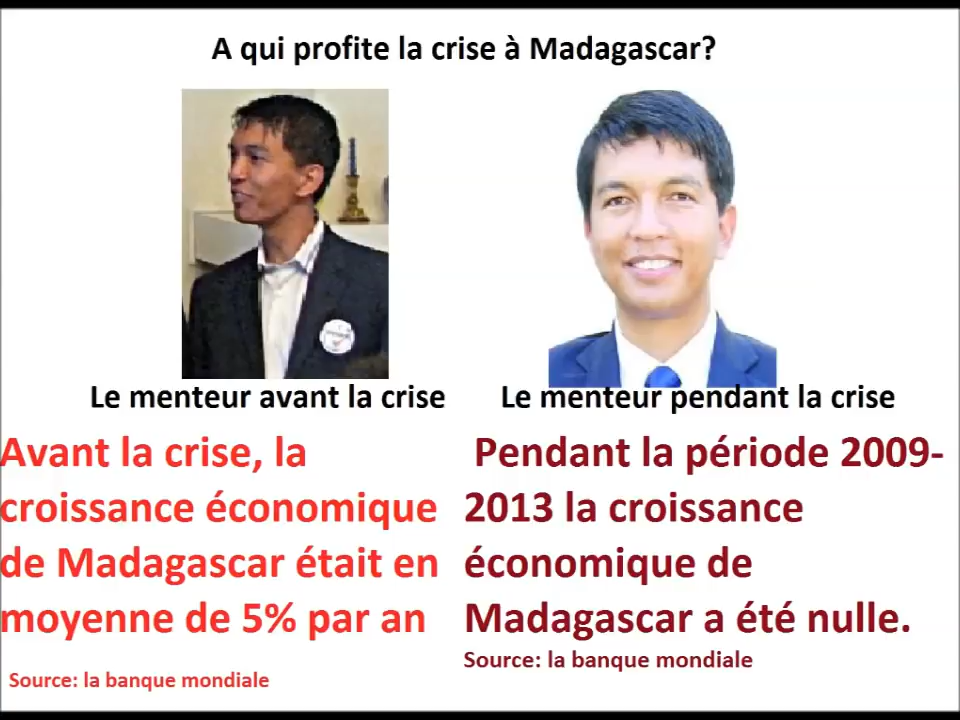 A qui profite la crise à Madagascar?
Le menteur avant la crise
Le menteur pendant la crise
Avant la crise, la
croissance économique
de Madagascar était en
moyenne de 5% par an
Source: la banque mondiale
Pendant la période 2009-
2013 la croissance
économique de
Madagascar a été nulle.
Source: la banque mondiale